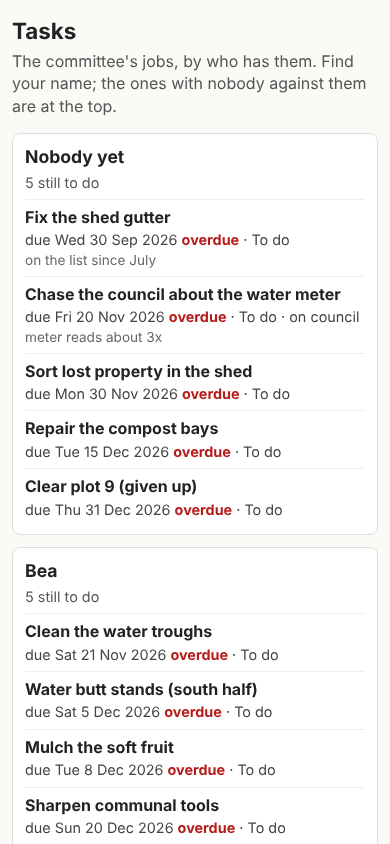 Tasks
The committee's jobs, by who has them. Find
your name; the ones with nobody against them
are at the top.
Nobody yet
5 still to do
Fix the shed gutter
due Wed 30 Sep 2026 overdue · To do
on the list since July
Chase the council about the water meter
due Fri 20 Nov 2026 overdue · To do · on council
meter reads about 3x
Sort lost property in the shed
due Mon 30 Nov 2026 overdue · To do
Repair the compost bays
due Tue 15 Dec 2026 overdue · To do
Clear plot 9 (given up)
due Thu 31 Dec 2026 overdue · To do
Bea
5 still to do
Clean the water troughs
due Sat 21 Nov 2026 overdue · To do
Water butt stands (south half)
due Sat 5 Dec 2026 overdue · To do
Mulch the soft fruit
due Tue 8 Dec 2026 overdue · To do
Sharpen communal tools
due Sun 20 Dec 2026 overdue · To do